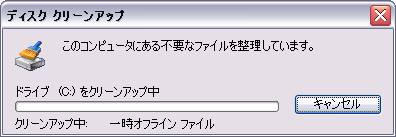 ディスク クリーンアップ
このコンピュータにある不要なファイルを整理しています。
ドライブ (C:) をクリーンアップ中
キャンセル
クリーンアップ中: 一時オフライン ファイル